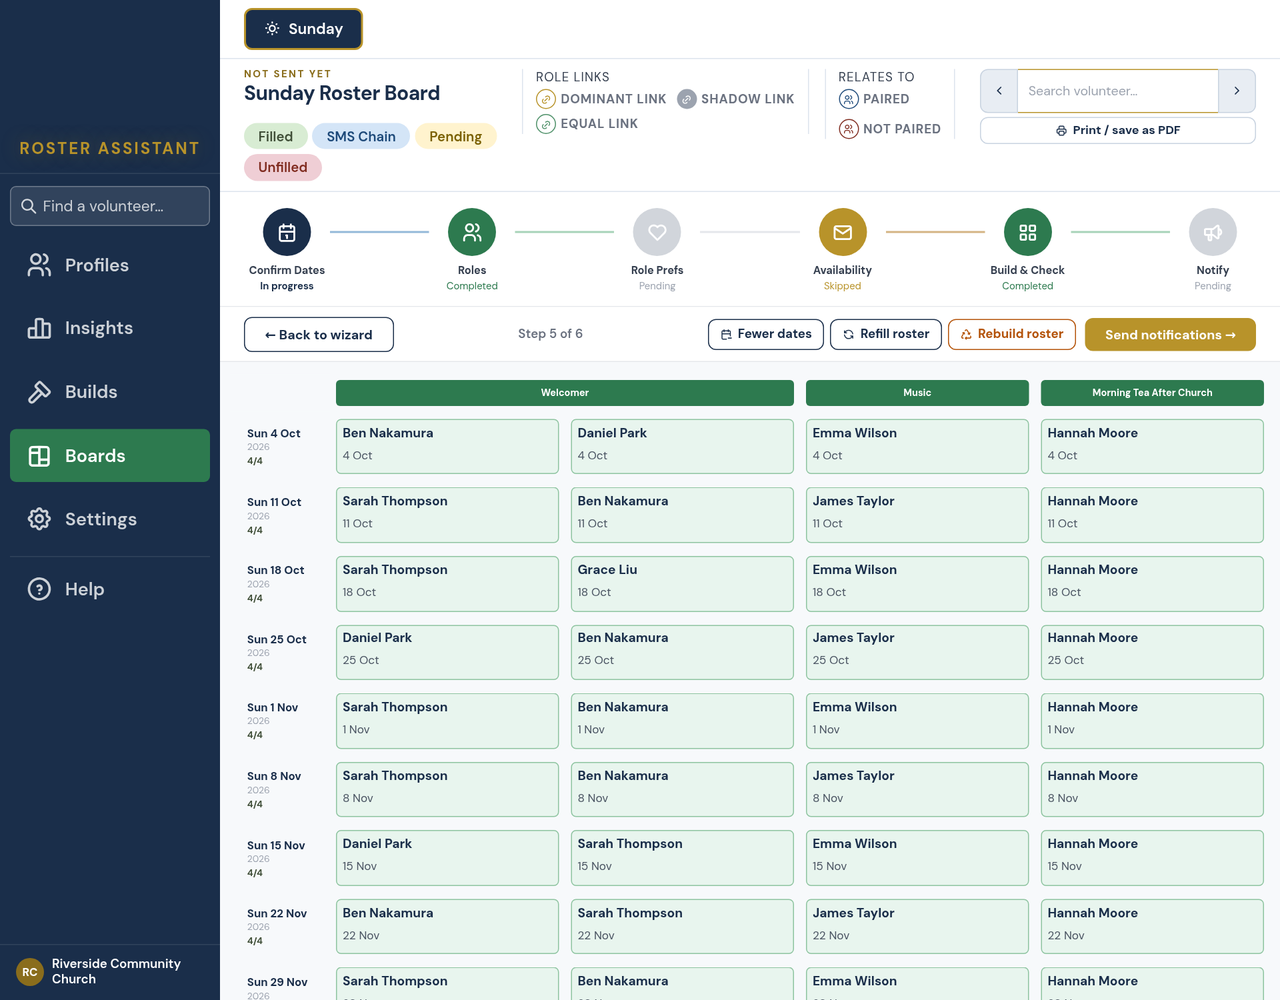 Sunday
NOT SENT YET
Sunday Roster Board
Filled
SMS Chain
Pending
Unfilled
ROLE LINKS
DOMINANT LINK
SHADOW LINK
EQUAL LINK
RELATES TO
PAIRED
NOT PAIRED
Search volunteer...
Print / save as PDF
ROSTER ASSISTANT
Find a volunteer...
Profiles
Insights
Builds
Boards
Settings
Help
RC
Riverside Community
Church
Confirm Dates
In progress
Roles
Completed
Role Prefs
Pending
Availability
Skipped
Build & Check
Completed
Notify
Pending
← Back to wizard
Step 5 of 6
Fewer dates
Refill roster
Rebuild roster
Send notifications →
Welcomer
Music
Morning Tea After Church
Sun 4 Oct
2026
4/4
Ben Nakamura
4 Oct
Daniel Park
4 Oct
Emma Wilson
4 Oct
Hannah Moore
4 Oct
Sun 11 Oct
2026
4/4
Sarah Thompson
11 Oct
Ben Nakamura
11 Oct
James Taylor
11 Oct
Hannah Moore
11 Oct
Sun 18 Oct
2026
4/4
Sarah Thompson
18 Oct
Grace Liu
18 Oct
Emma Wilson
18 Oct
Hannah Moore
18 Oct
Sun 25 Oct
2026
4/4
Daniel Park
25 Oct
Ben Nakamura
25 Oct
James Taylor
25 Oct
Hannah Moore
25 Oct
Sun 1 Nov
2026
4/4
Sarah Thompson
1 Nov
Ben Nakamura
1 Nov
Emma Wilson
1 Nov
Hannah Moore
1 Nov
Sun 8 Nov
2026
4/4
Sarah Thompson
8 Nov
Ben Nakamura
8 Nov
James Taylor
8 Nov
Hannah Moore
8 Nov
Sun 15 Nov
2026
4/4
Daniel Park
15 Nov
Sarah Thompson
15 Nov
Emma Wilson
15 Nov
Hannah Moore
15 Nov
Sun 22 Nov
2026
4/4
Ben Nakamura
22 Nov
Sarah Thompson
22 Nov
James Taylor
22 Nov
Hannah Moore
22 Nov
Sun 29 Nov
2026
Sarah Thompson
Ben Nakamura
Emma Wilson
Hannah Moore